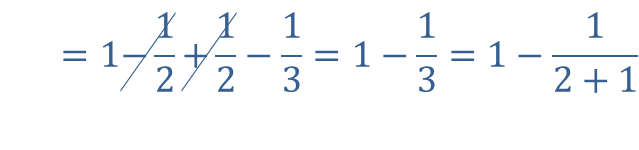 = 1 − 1/2 + 1/2 − 1/3 = 1 − 1/3 = 1 − 1/(2 + 1)